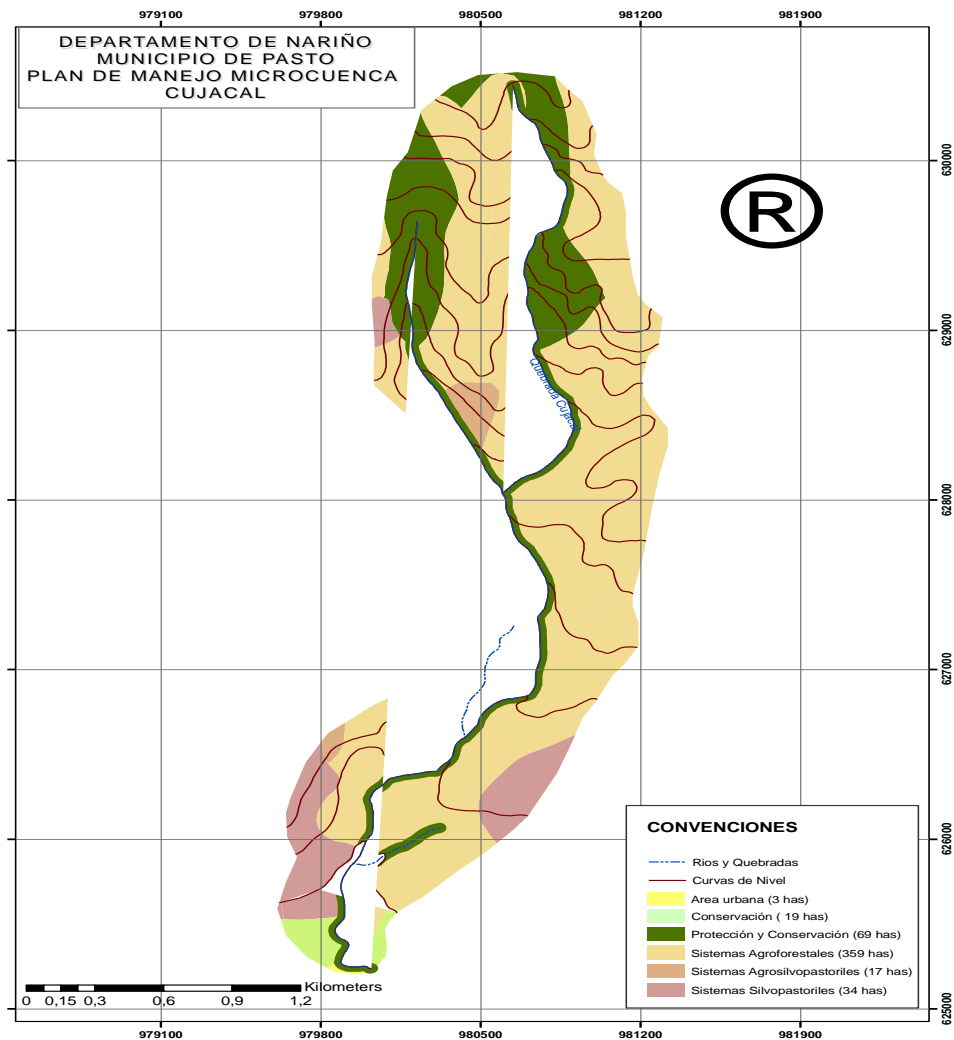 979100 979800 980500 981200 981900
DEPARTAMENTO DE NARIÑO
MUNICIPIO DE PASTO
PLAN DE MANEJO MICROCUENCA
CUJACAL
630000
R
629000
Quebrada Cujacal
628000
627000
626000
CONVENCIONES
Rios y Quebradas
Curvas de Nivel
Area urbana (3 has)
Conservación ( 19 has)
Protección y Conservación (69 has)
Sistemas Agroforestales (359 has)
Sistemas Agrosilvopastoriles (17 has)
Sistemas Silvopastoriles (34 has)
Kilometers
0 0,15 0,3 0,6 0,9 1,2
625000
979100 979800 980500 981200 981900